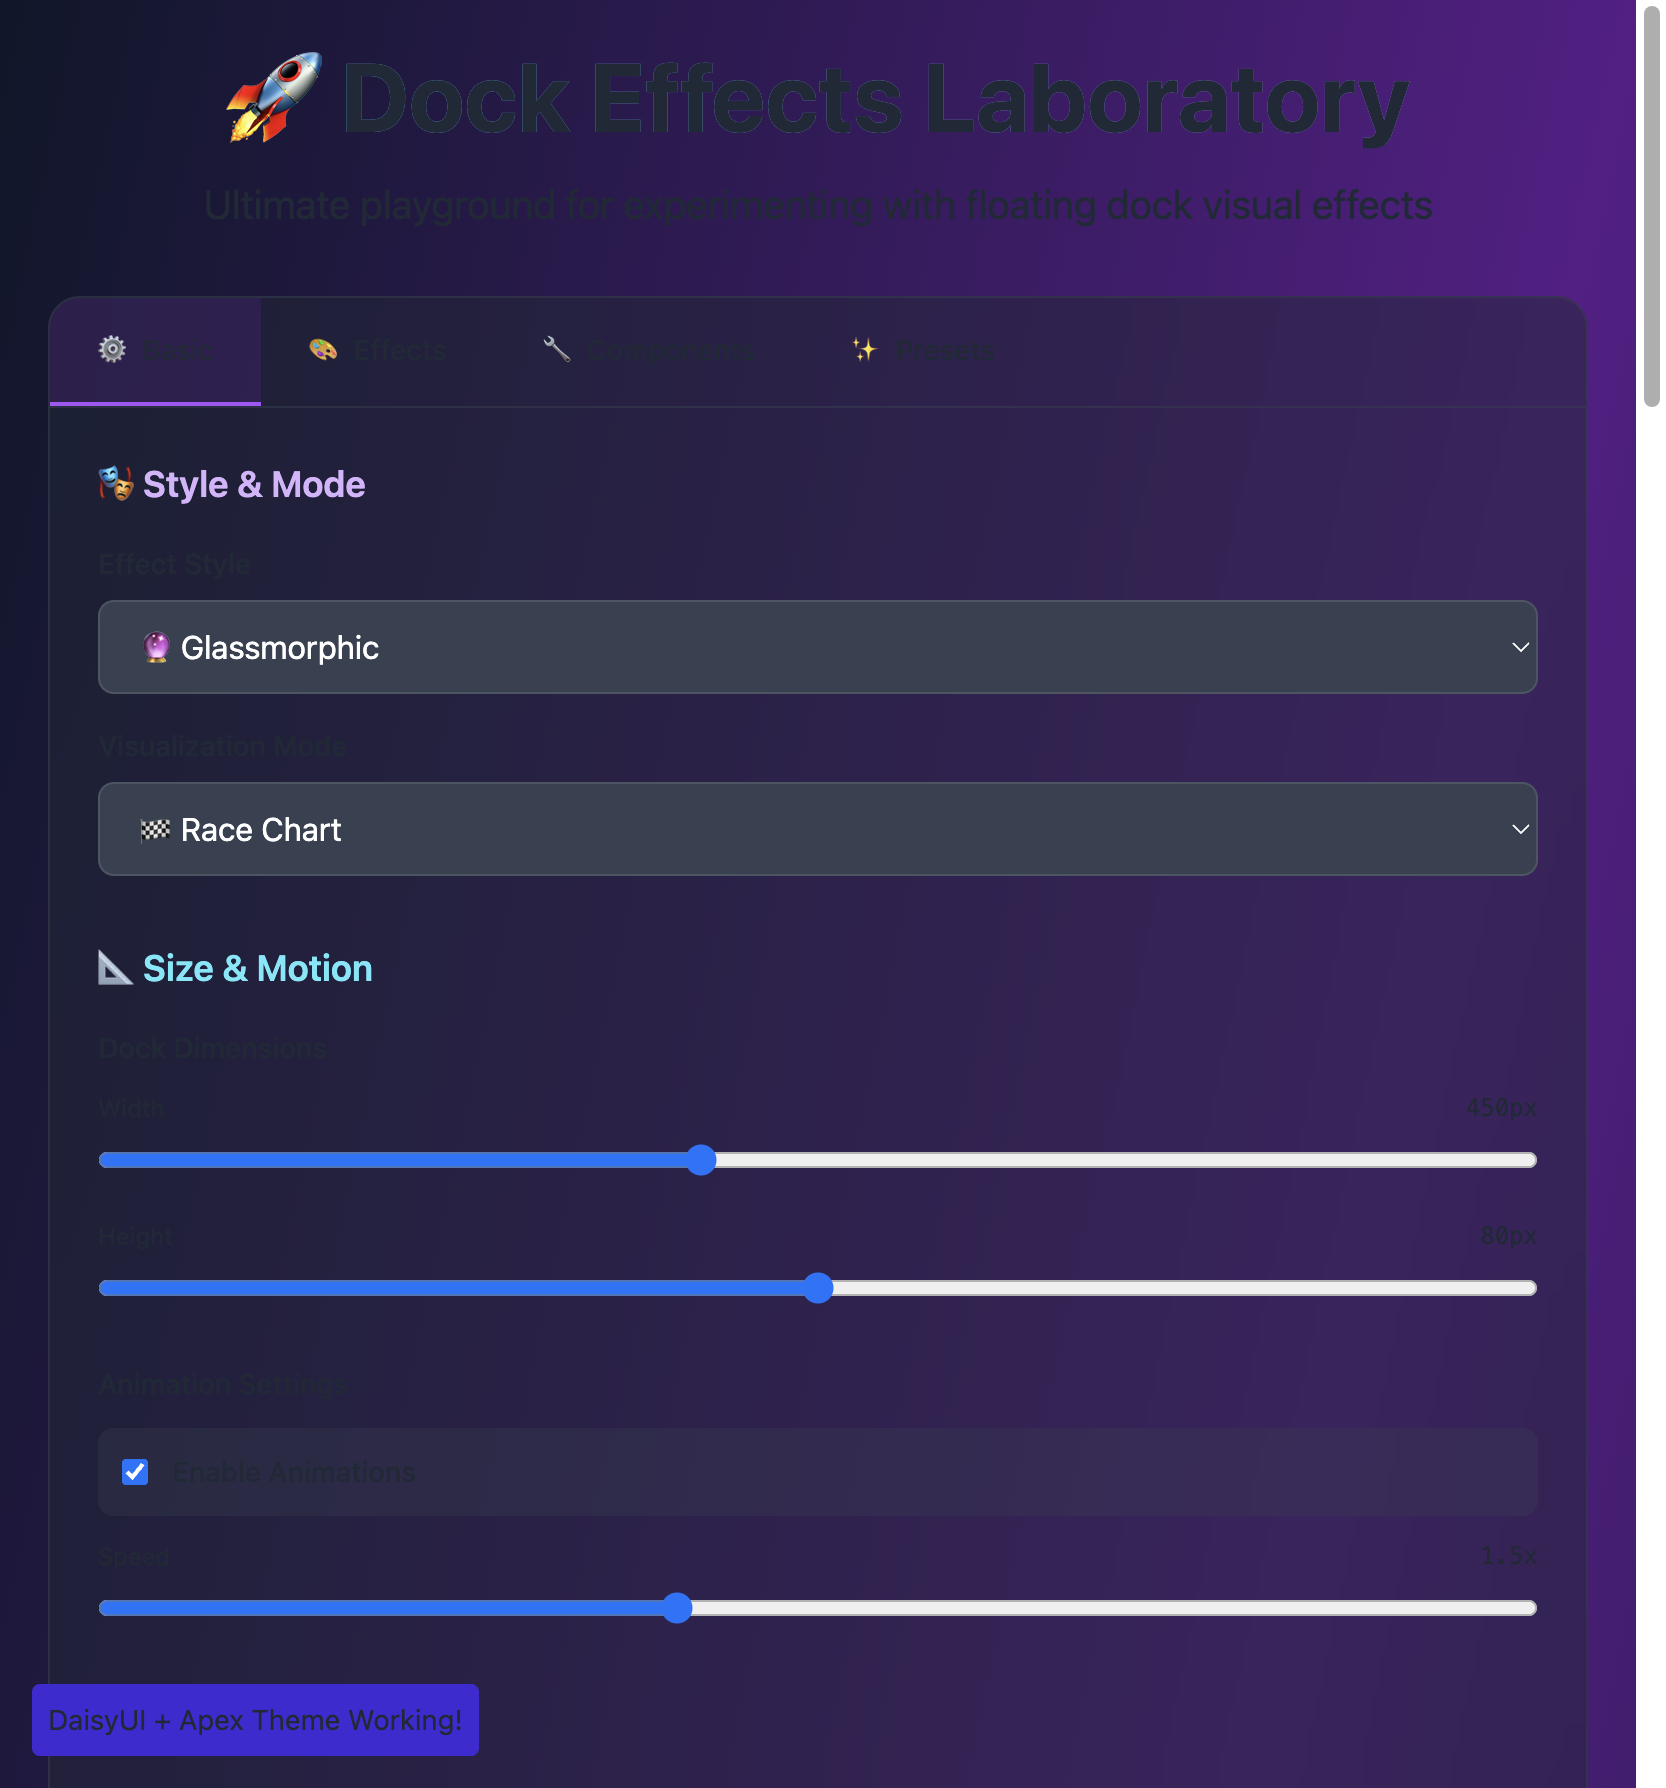 🚀 Dock Effects Laboratory
Ultimate playground for experimenting with floating dock visual effects
⚙️ Basic 🎨 Effects 🔧 Components ✨ Presets
🎭 Style & Mode
Effect Style
🔮 Glassmorphic
Visualization Mode
🏁 Race Chart
📐 Size & Motion
Dock Dimensions
Width 450px
Height 80px
Animation Settings
Enable Animations
Speed 1.5x
DaisyUI + Apex Theme Working!